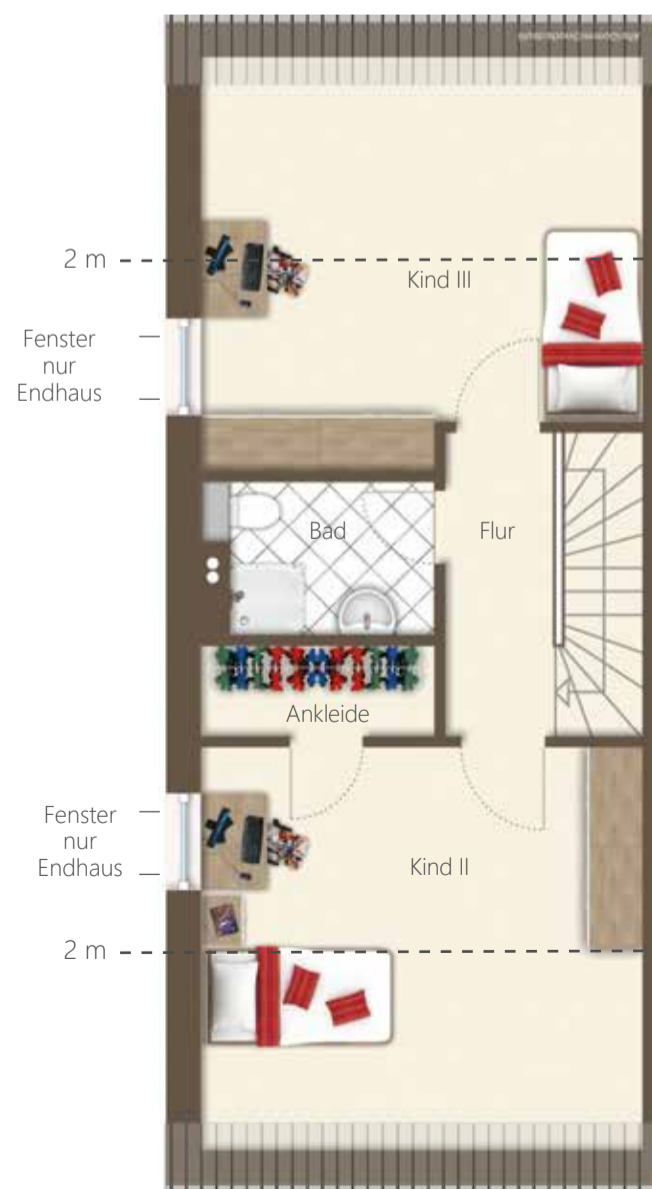 2 m
Kind III
Fenster
nur
Endhaus
Bad
Flur
Ankleide
Fenster
nur
Endhaus
Kind II
2 m